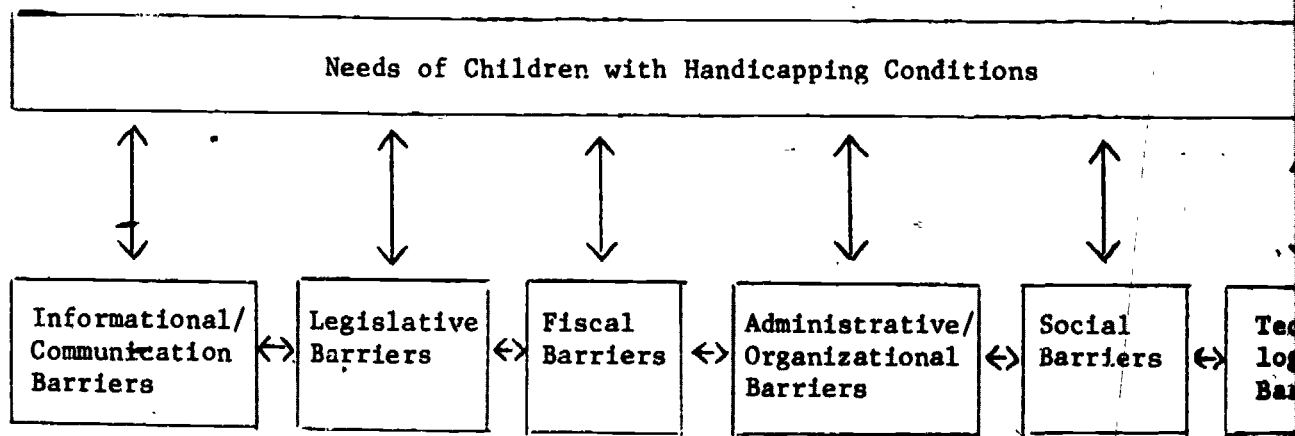 Needs of Children with Handicapping Conditions
Informational/
Communication
Barriers
Legislative
Barriers
Fiscal
Barriers
Administrative/
Organizational
Barriers
Social
Barriers